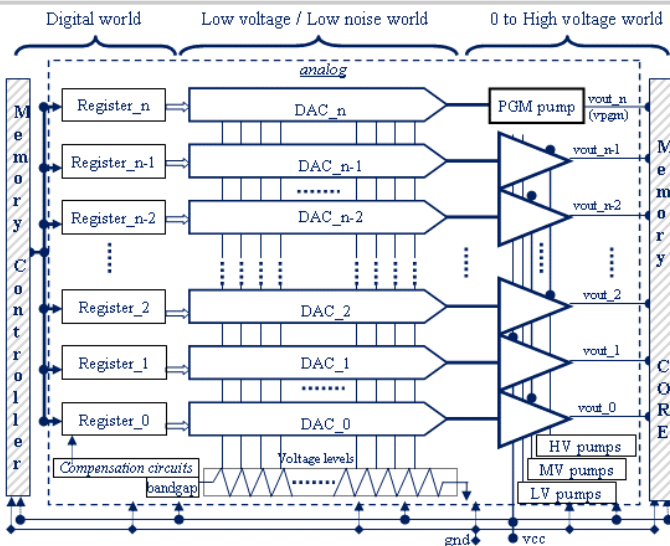 Digital world
Low voltage / Low noise world
0 to High voltage world
analog
Memory Controller
Register_n
DAC_n
PGM pump
vout_n
(vpgm)
Register_n-1
DAC_n-1
vout_n-1
Register_n-2
DAC_n-2
vout_n-2
Register_2
DAC_2
vout_2
Register_1
DAC_1
vout_1
Register_0
DAC_0
vout_0
Memory CORE
Compensation circuits
Voltage levels
bandgap
HV pumps
MV pumps
LV pumps
gnd
vcc